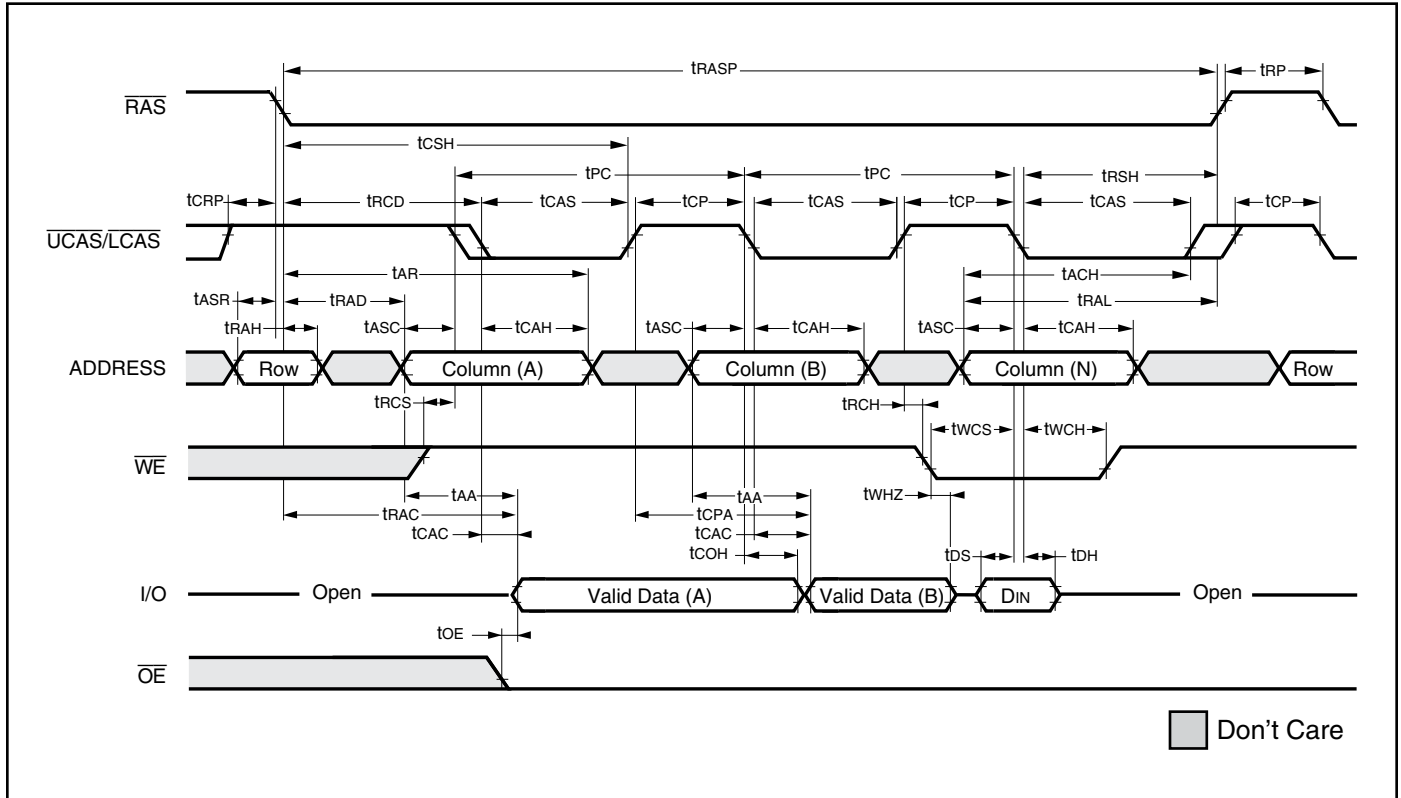 tRASP
tRP
RAS
tCSH
tPC
tPC
tRSH
tCRP
tRCD
tCAS
tCP
tCAS
tCP
tCAS
tCP
UCAS/LCAS
tAR
tACH
tASR
tRAD
tRAL
tRAH
tASC
tCAH
tASC
tCAH
tASC
tCAH
ADDRESS
Row
Column (A)
Column (B)
Column (N)
Row
tRCS
tRCH
tWCS
tWCH
WE
tAA
tAA
tWHZ
tRAC
tCPA
tCAC
tCAC
tCOH
tDS
tDH
I/O
Open
Valid Data (A)
Valid Data (B)
DIN
Open
tOE
OE
Don't Care